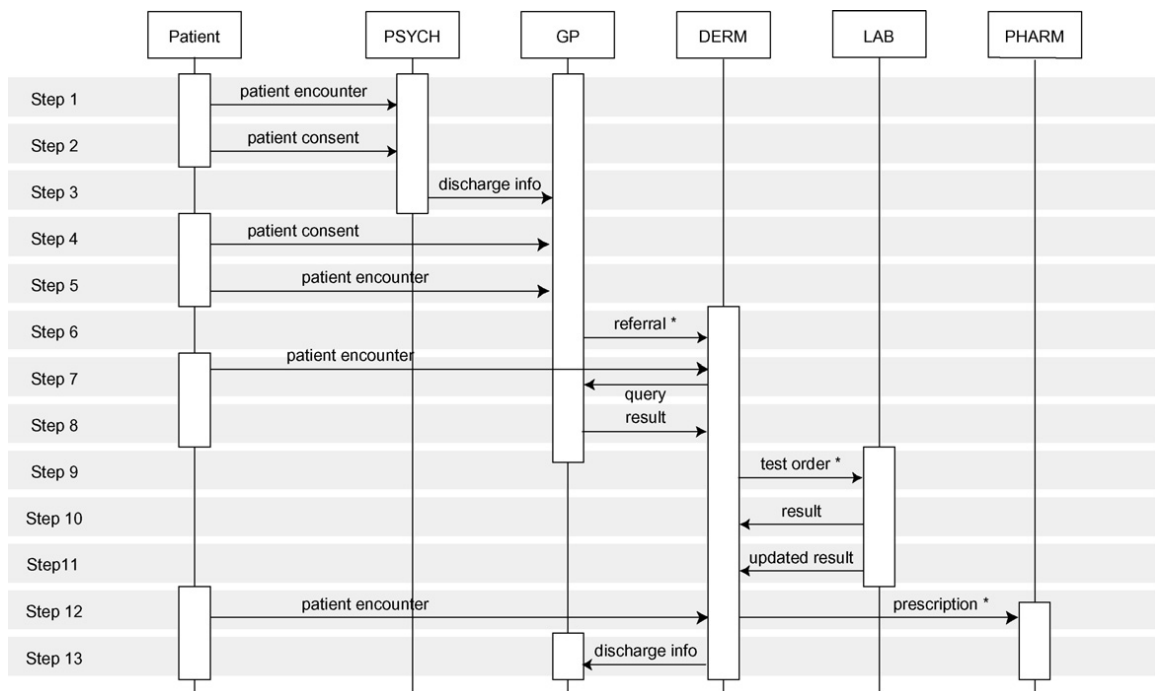 Patient PSYCH GP DERM LAB PHARM
Step 1 patient encounter
Step 2 patient consent
Step 3 discharge info
Step 4 patient consent
Step 5 patient encounter
Step 6 referral *
patient encounter
Step 7
query
Step 8 result
Step 9 test order *
Step 10 result
Step11 updated result
Step 12 patient encounter prescription *
Step 13 discharge info